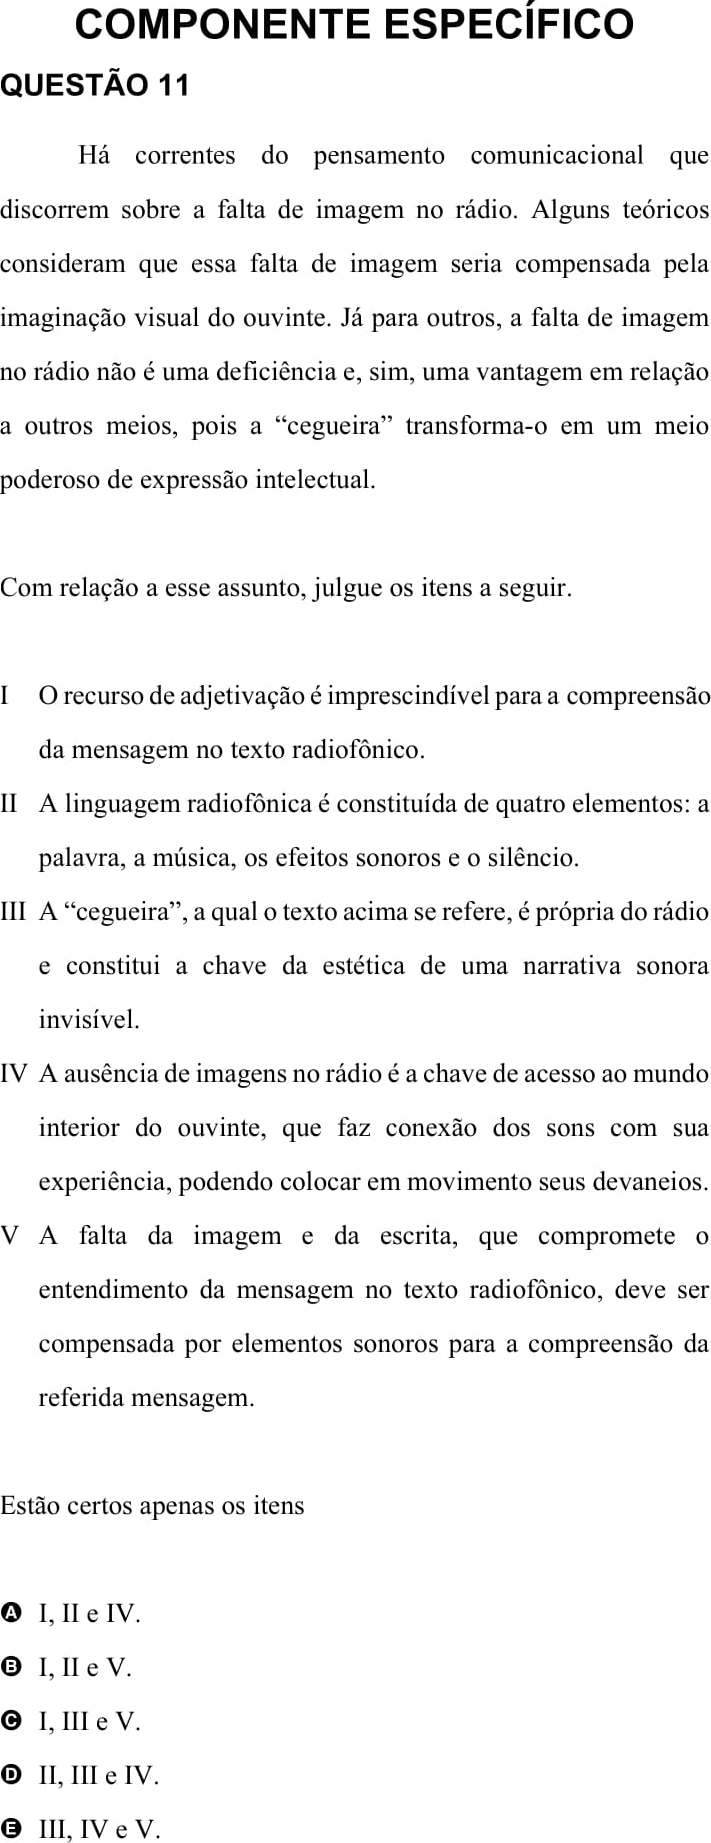 COMPONENTE ESPECÍFICO
QUESTÃO 11
Há correntes do pensamento comunicacional que
discorrem sobre a falta de imagem no rádio. Alguns teóricos
consideram que essa falta de imagem seria compensada pela
imaginação visual do ouvinte. Já para outros, a falta de imagem
no rádio não é uma deficiência e, sim, uma vantagem em relação
a outros meios, pois a “cegueira” transforma-o em um meio
poderoso de expressão intelectual.
Com relação a esse assunto, julgue os itens a seguir.
I O recurso de adjetivação é imprescindível para a compreensão
da mensagem no texto radiofônico.
II A linguagem radiofônica é constituída de quatro elementos: a
palavra, a música, os efeitos sonoros e o silêncio.
III A “cegueira”, a qual o texto acima se refere, é própria do rádio
e constitui a chave da estética de uma narrativa sonora
invisível.
IV A ausência de imagens no rádio é a chave de acesso ao mundo
interior do ouvinte, que faz conexão dos sons com sua
experiência, podendo colocar em movimento seus devaneios.
V A falta da imagem e da escrita, que compromete o
entendimento da mensagem no texto radiofônico, deve ser
compensada por elementos sonoros para a compreensão da
referida mensagem.
Estão certos apenas os itens
A I, II e IV.
B I, II e V.
C I, III e V.
D II, III e IV.
E III, IV e V.